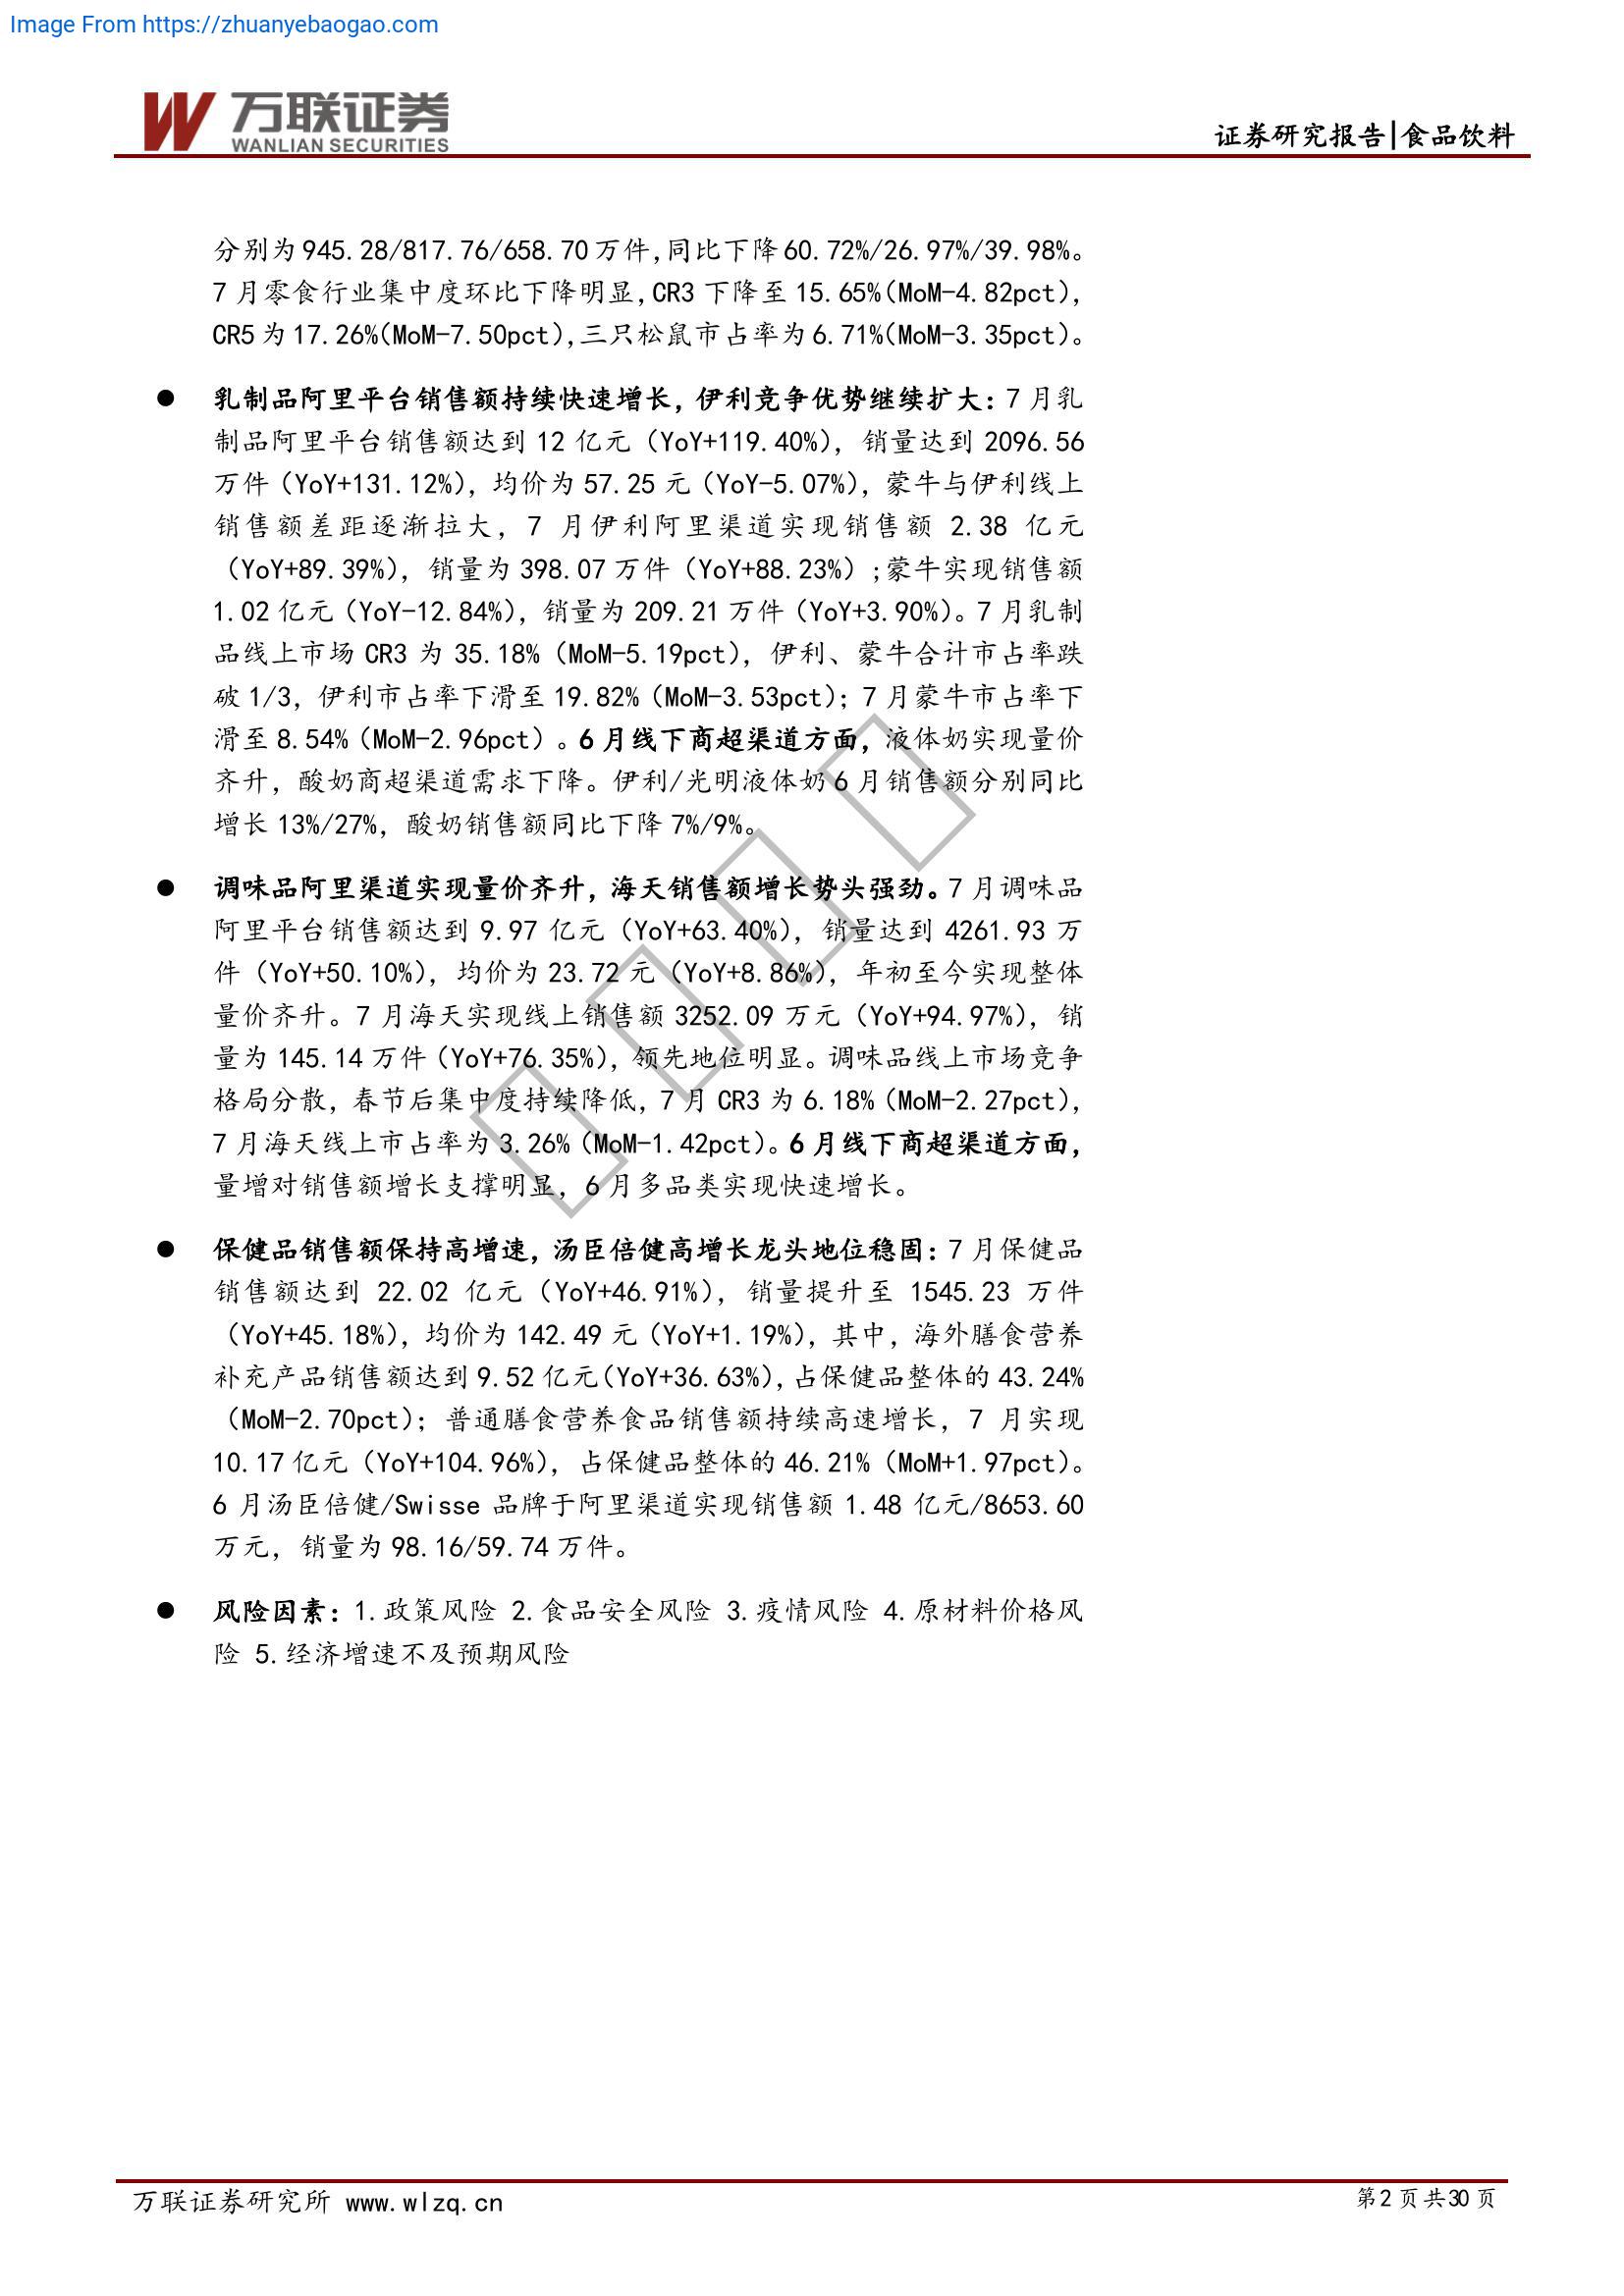 Image From https://zhuanyebaogao.com
万联证券
WANLIAN SECURITIES
证券研究报告|食品饮料
分别为945.28/817.76/658.70万件,同比下降60.72%/26.97%/39.98%。
7月零食行业集中度环比下降明显,CR3下降至15.65%(MoM-4.82pct),
CR5为17.26%(MoM-7.50pct),三只松鼠市占率为6.71%(MoM-3.35pct)。
● 乳制品阿里平台销售额持续快速增长，伊利竞争优势继续扩大：7月乳
制品阿里平台销售额达到12亿元（YoY+119.40%），销量达到2096.56
万件（YoY+131.12%），均价为57.25元（YoY-5.07%），蒙牛与伊利线上
销售额差距逐渐拉大，7月伊利阿里渠道实现销售额2.38亿元
（YoY+89.39%），销量为398.07万件（YoY+88.23%）;蒙牛实现销售额
1.02亿元（YoY-12.84%），销量为209.21万件（YoY+3.90%）。7月乳制
品线上市场CR3为35.18%（MoM-5.19pct），伊利、蒙牛合计市占率跌
破1/3，伊利市占率下滑至19.82%（MoM-3.53pct）；7月蒙牛市占率下
滑至8.54%（MoM-2.96pct）。6月线下商超渠道方面，液体奶实现量价
齐升，酸奶商超渠道需求下降。伊利/光明液体奶6月销售额分别同比
增长13%/27%，酸奶销售额同比下降7%/9%。
● 调味品阿里渠道实现量价齐升，海天销售额增长势头强劲。7月调味品
阿里平台销售额达到9.97亿元（YoY+63.40%），销量达到4261.93万
件（YoY+50.10%），均价为23.72元（YoY+8.86%），年初至今实现整体
量价齐升。7月海天实现线上销售额3252.09万元（YoY+94.97%），销
量为145.14万件（YoY+76.35%），领先地位明显。调味品线上市场竞争
格局分散，春节后集中度持续降低，7月CR3为6.18%（MoM-2.27pct），
7月海天线上市占率为3.26%（MoM-1.42pct）。6月线下商超渠道方面，
量增对销售额增长支撑明显，6月多品类实现快速增长。
● 保健品销售额保持高增速，汤臣倍健高增长龙头地位稳固：7月保健品
销售额达到22.02亿元（YoY+46.91%），销量提升至1545.23万件
（YoY+45.18%），均价为142.49元（YoY+1.19%），其中，海外膳食营养
补充产品销售额达到9.52亿元（YoY+36.63%），占保健品整体的43.24%
（MoM-2.70pct）；普通膳食营养食品销售额持续高速增长，7月实现
10.17亿元（YoY+104.96%），占保健品整体的46.21%（MoM+1.97pct）。
6月汤臣倍健/Swisse品牌于阿里渠道实现销售额1.48亿元/8653.60
万元，销量为98.16/59.74万件。
● 风险因素：1.政策风险 2.食品安全风险 3.疫情风险 4.原材料价格风
险 5.经济增速不及预期风险
万联证券研究所 www.wlzq.cn
第2页共30页